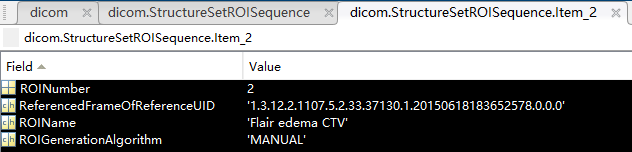 dicom dicom.StructureSetROISequence dicom.StructureSetROISequence.Item_2
dicom.StructureSetROISequence.Item_2
Field Value
ROINumber 2
ReferencedFrameOfReferenceUID '1.3.12.2.1107.5.2.33.37130.1.20150618183652578.0.0.0'
ROIName 'Flair edema CTV'
ROIGenerationAlgorithm 'MANUAL'